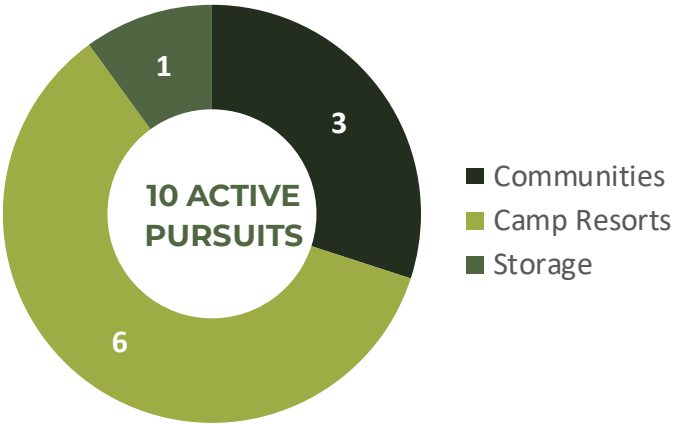 1
3
10 ACTIVE
PURSUITS
6
Communities
Camp Resorts
Storage